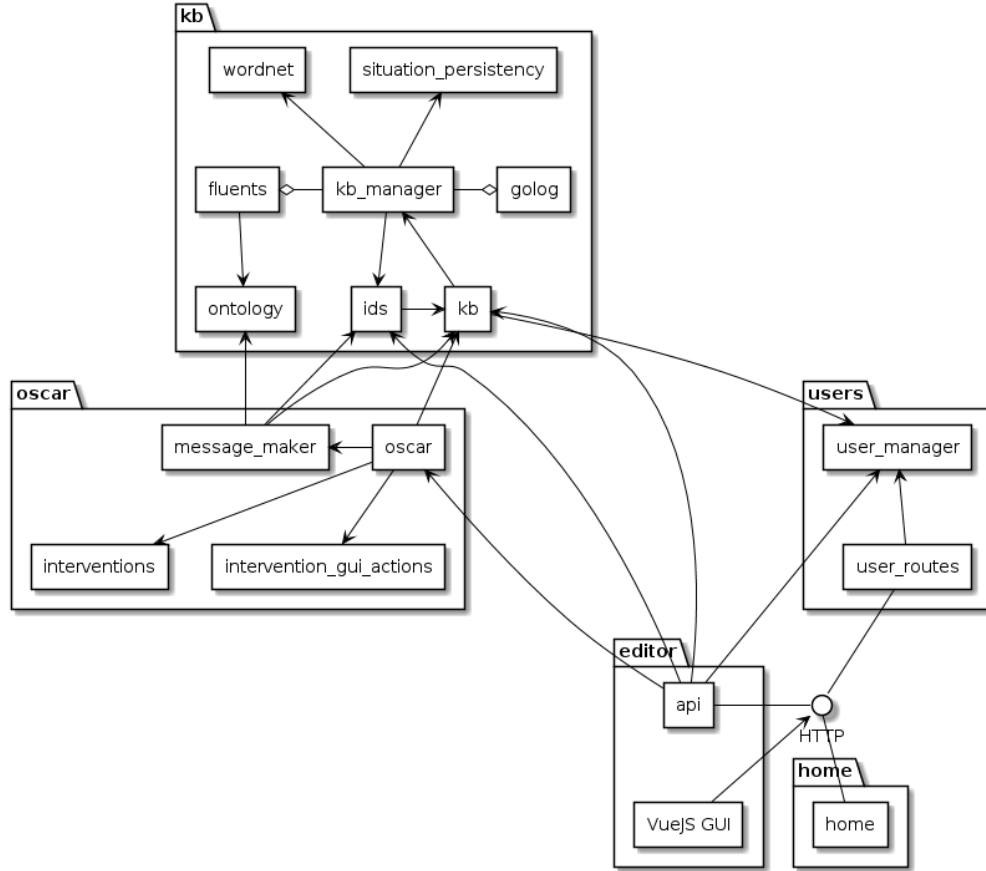 kb
wordnet
situation_persistency
fluents
kb_manager
golog
ontology
ids
kb
oscar
users
message_maker
oscar
user_manager
interventions
intervention_gui_actions
user_routes
editor
api
HTTP
home
VueJS GUI
home